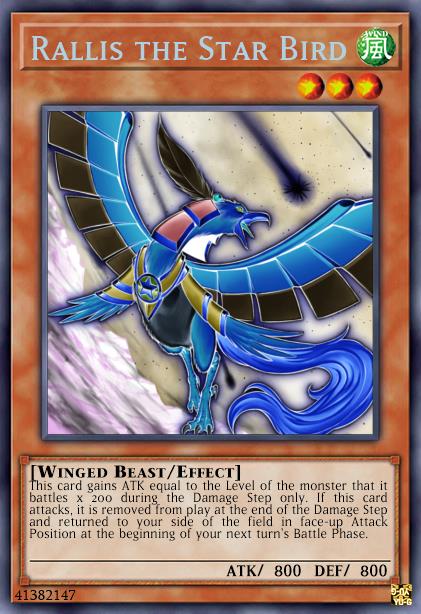 Rallis the Star Bird
WIND
風
[Winged Beast/Effect]
This card gains ATK equal to the Level of the monster that it
battles x 200 during the Damage Step only. If this card
attacks, it is removed from play at the end of the Damage Step
and returned to your side of the field in face-up Attack
Position at the beginning of your next turn's Battle Phase.
ATK/ 800 DEF/ 800
41382147